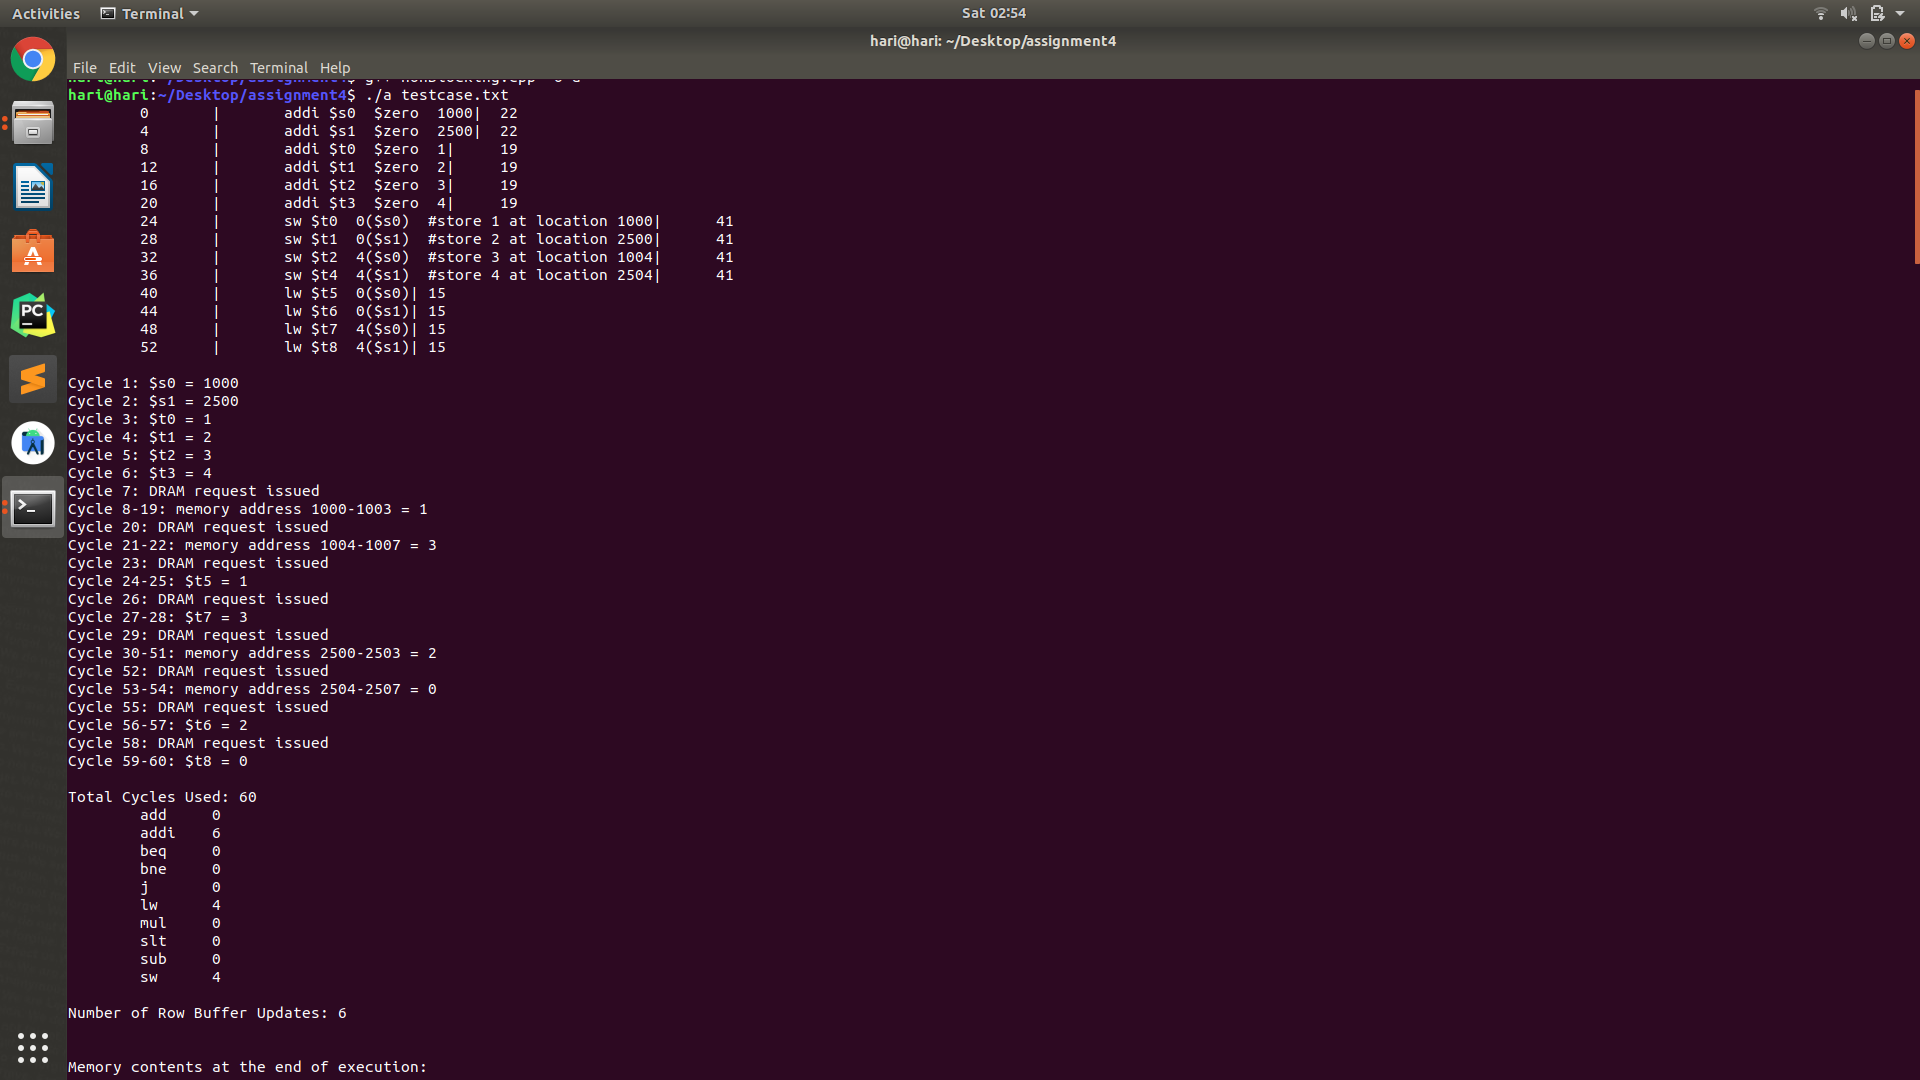 Activities Terminal Sat 02:54
hari@hari: ~/Desktop/assignment4
File Edit View Search Terminal Help
hari@hari:~/Desktop/assignment4$ g++ nonBlocking.cpp -o a
hari@hari:~/Desktop/assignment4$ ./a testcase.txt
0 | addi $s0 $zero 1000| 22
4 | addi $s1 $zero 2500| 22
8 | addi $t0 $zero 1| 19
12 | addi $t1 $zero 2| 19
16 | addi $t2 $zero 3| 19
20 | addi $t3 $zero 4| 19
24 | sw $t0 0($s0) #store 1 at location 1000| 41
28 | sw $t1 0($s1) #store 2 at location 2500| 41
32 | sw $t2 4($s0) #store 3 at location 1004| 41
36 | sw $t4 4($s1) #store 4 at location 2504| 41
40 | lw $t5 0($s0)| 15
44 | lw $t6 0($s1)| 15
48 | lw $t7 4($s0)| 15
52 | lw $t8 4($s1)| 15
Cycle 1: $s0 = 1000
Cycle 2: $s1 = 2500
Cycle 3: $t0 = 1
Cycle 4: $t1 = 2
Cycle 5: $t2 = 3
Cycle 6: $t3 = 4
Cycle 7: DRAM request issued
Cycle 8-19: memory address 1000-1003 = 1
Cycle 20: DRAM request issued
Cycle 21-22: memory address 1004-1007 = 3
Cycle 23: DRAM request issued
Cycle 24-25: $t5 = 1
Cycle 26: DRAM request issued
Cycle 27-28: $t7 = 3
Cycle 29: DRAM request issued
Cycle 30-51: memory address 2500-2503 = 2
Cycle 52: DRAM request issued
Cycle 53-54: memory address 2504-2507 = 0
Cycle 55: DRAM request issued
Cycle 56-57: $t6 = 2
Cycle 58: DRAM request issued
Cycle 59-60: $t8 = 0
Total Cycles Used: 60
add 0
addi 6
beq 0
bne 0
j 0
lw 4
mul 0
slt 0
sub 0
sw 4
Number of Row Buffer Updates: 6
Memory contents at the end of execution: